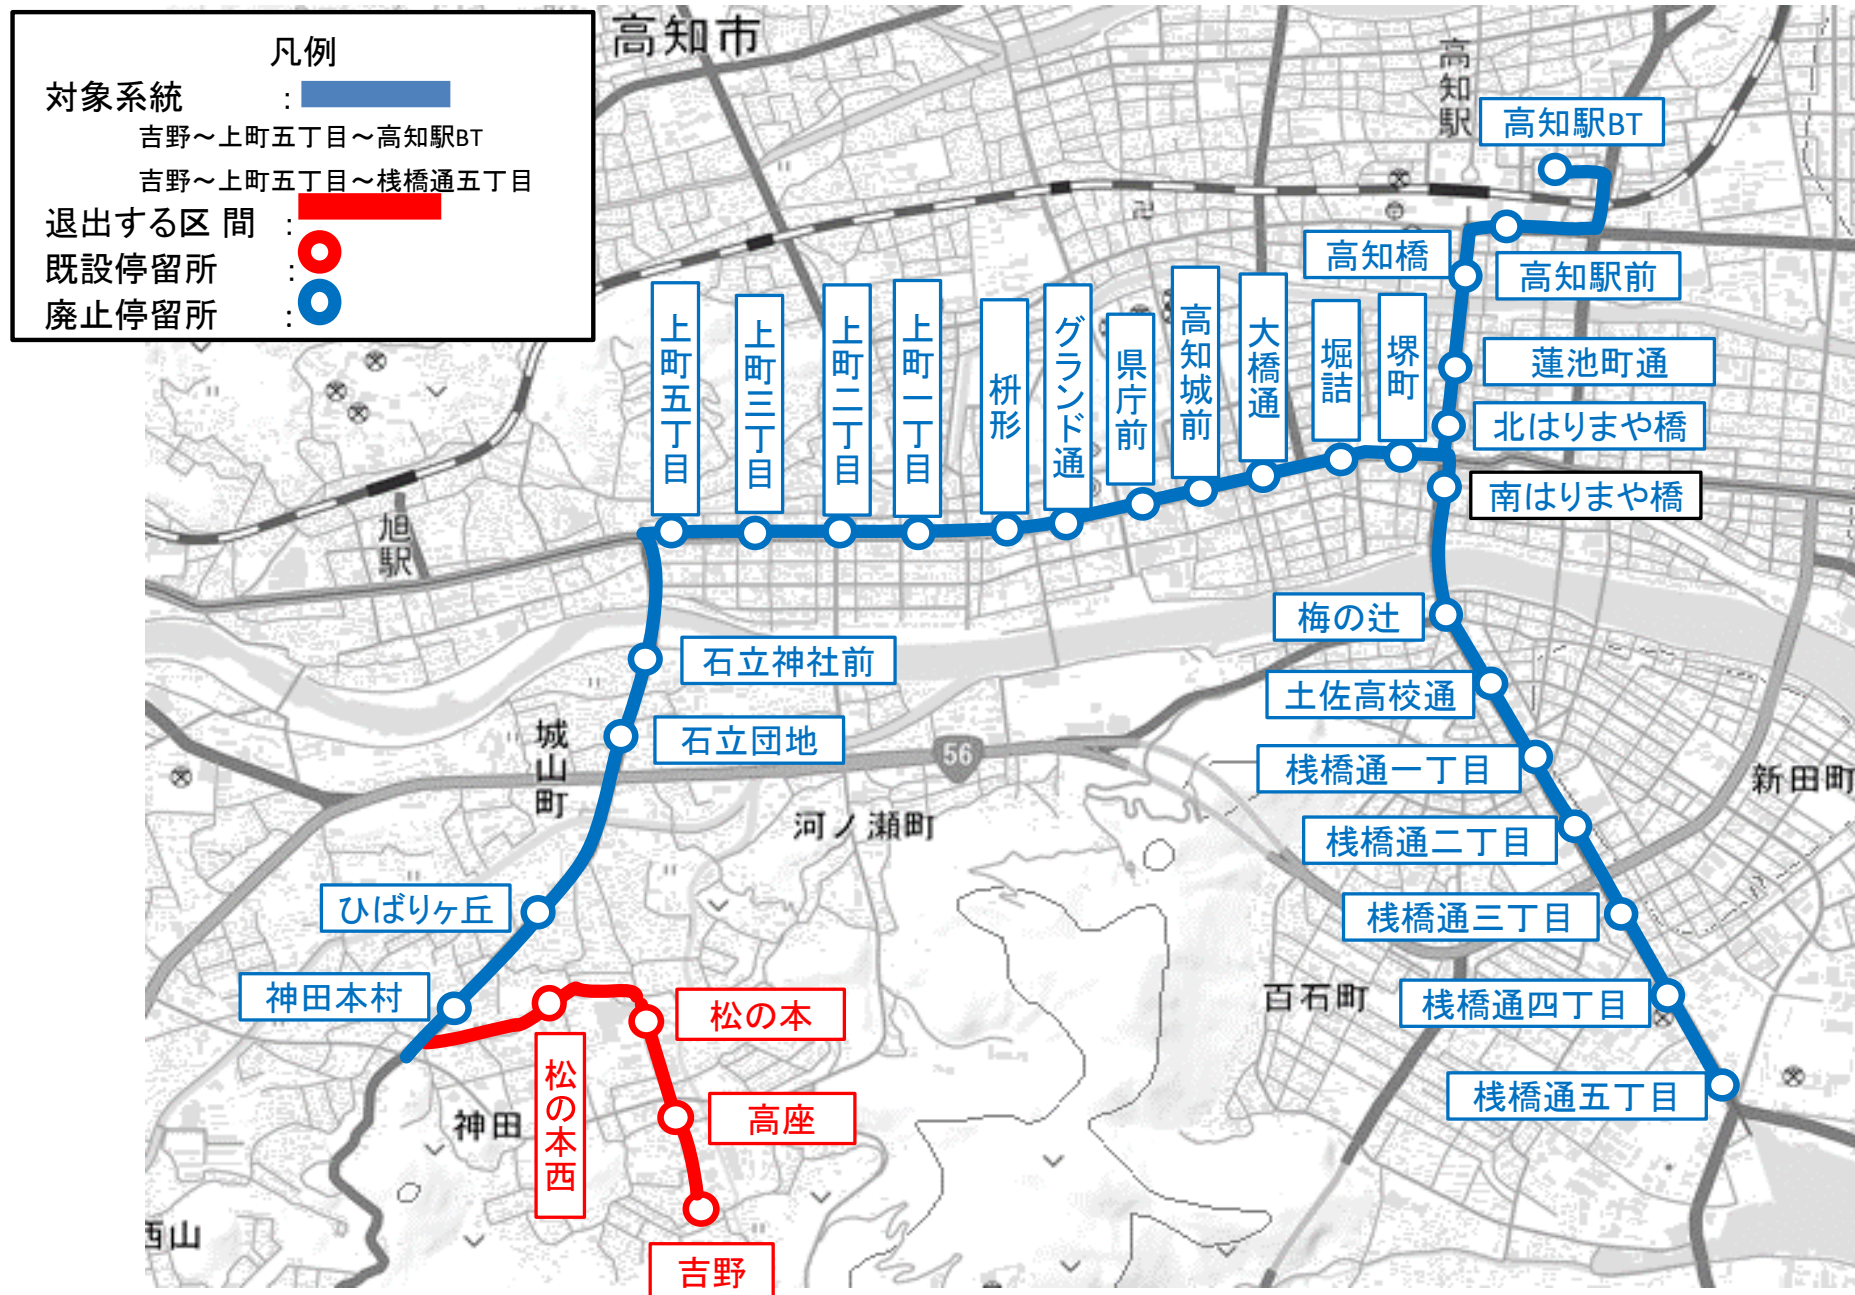 凡例
対象系統 :
吉野～上町五丁目～高知駅BT
吉野～上町五丁目～桟橋通五丁目
退出する区 間 :
既設停留所 :
廃止停留所 :
高知市
高知駅
高知駅BT
高知橋
高知駅前
蓮池町通
北はりまや橋
南はりまや橋
上町五丁目
上町三丁目
上町二丁目
上町一丁目
枡形
グランド通
県庁前
高知城前
大橋通
堀詰
堺町
旭駅
石立神社前
石立団地
城山町
56
河ノ瀬町
梅の辻
土佐高校通
桟橋通一丁目
新田町
桟橋通二丁目
桟橋通三丁目
桟橋通四丁目
桟橋通五丁目
百石町
ひばりヶ丘
神田本村
松の本
松の本西
高座
神田
吉野
西山